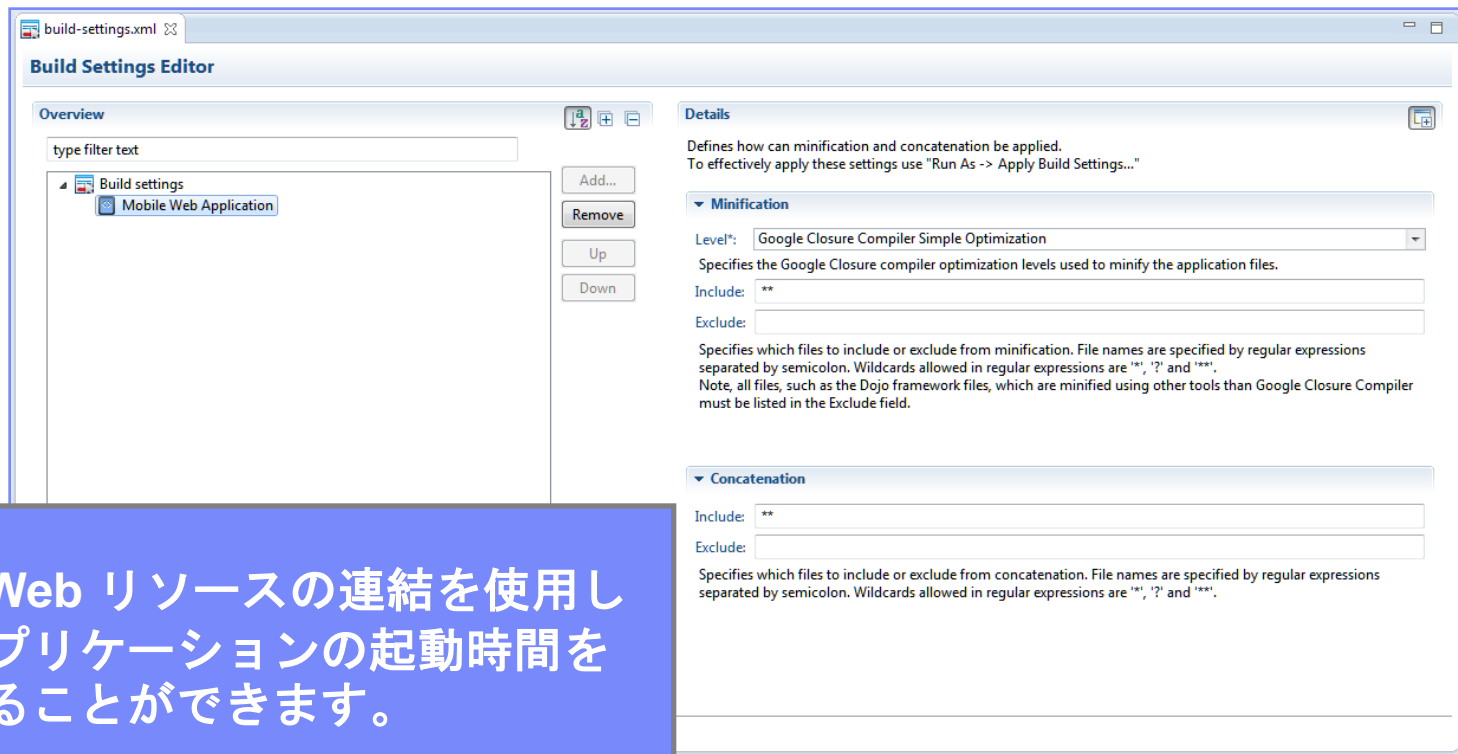 build-settings.xml
Build Settings Editor
Overview
type filter text
Build settings
Mobile Web Application
Add...
Remove
Up
Down
Details
Defines how can minification and concatenation be applied.
To effectively apply these settings use "Run As -> Apply Build Settings..."
Minification
Level*: Google Closure Compiler Simple Optimization
Specifies the Google Closure compiler optimization levels used to minify the application files.
Include: **
Exclude:
Specifies which files to include or exclude from minification. File names are specified by regular expressions
separated by semicolon. Wildcards allowed in regular expressions are '*', '?' and '**'.
Note, all files, such as the Dojo framework files, which are minified using other tools than Google Closure Compiler
must be listed in the Exclude field.
Concatenation
Include: **
Exclude:
Specifies which files to include or exclude from concatenation. File names are specified by regular expressions
separated by semicolon. Wildcards allowed in regular expressions are '*', '?' and '**'.
Web リソースの連結を使用し
プリケーションの起動時間を
ることができます。